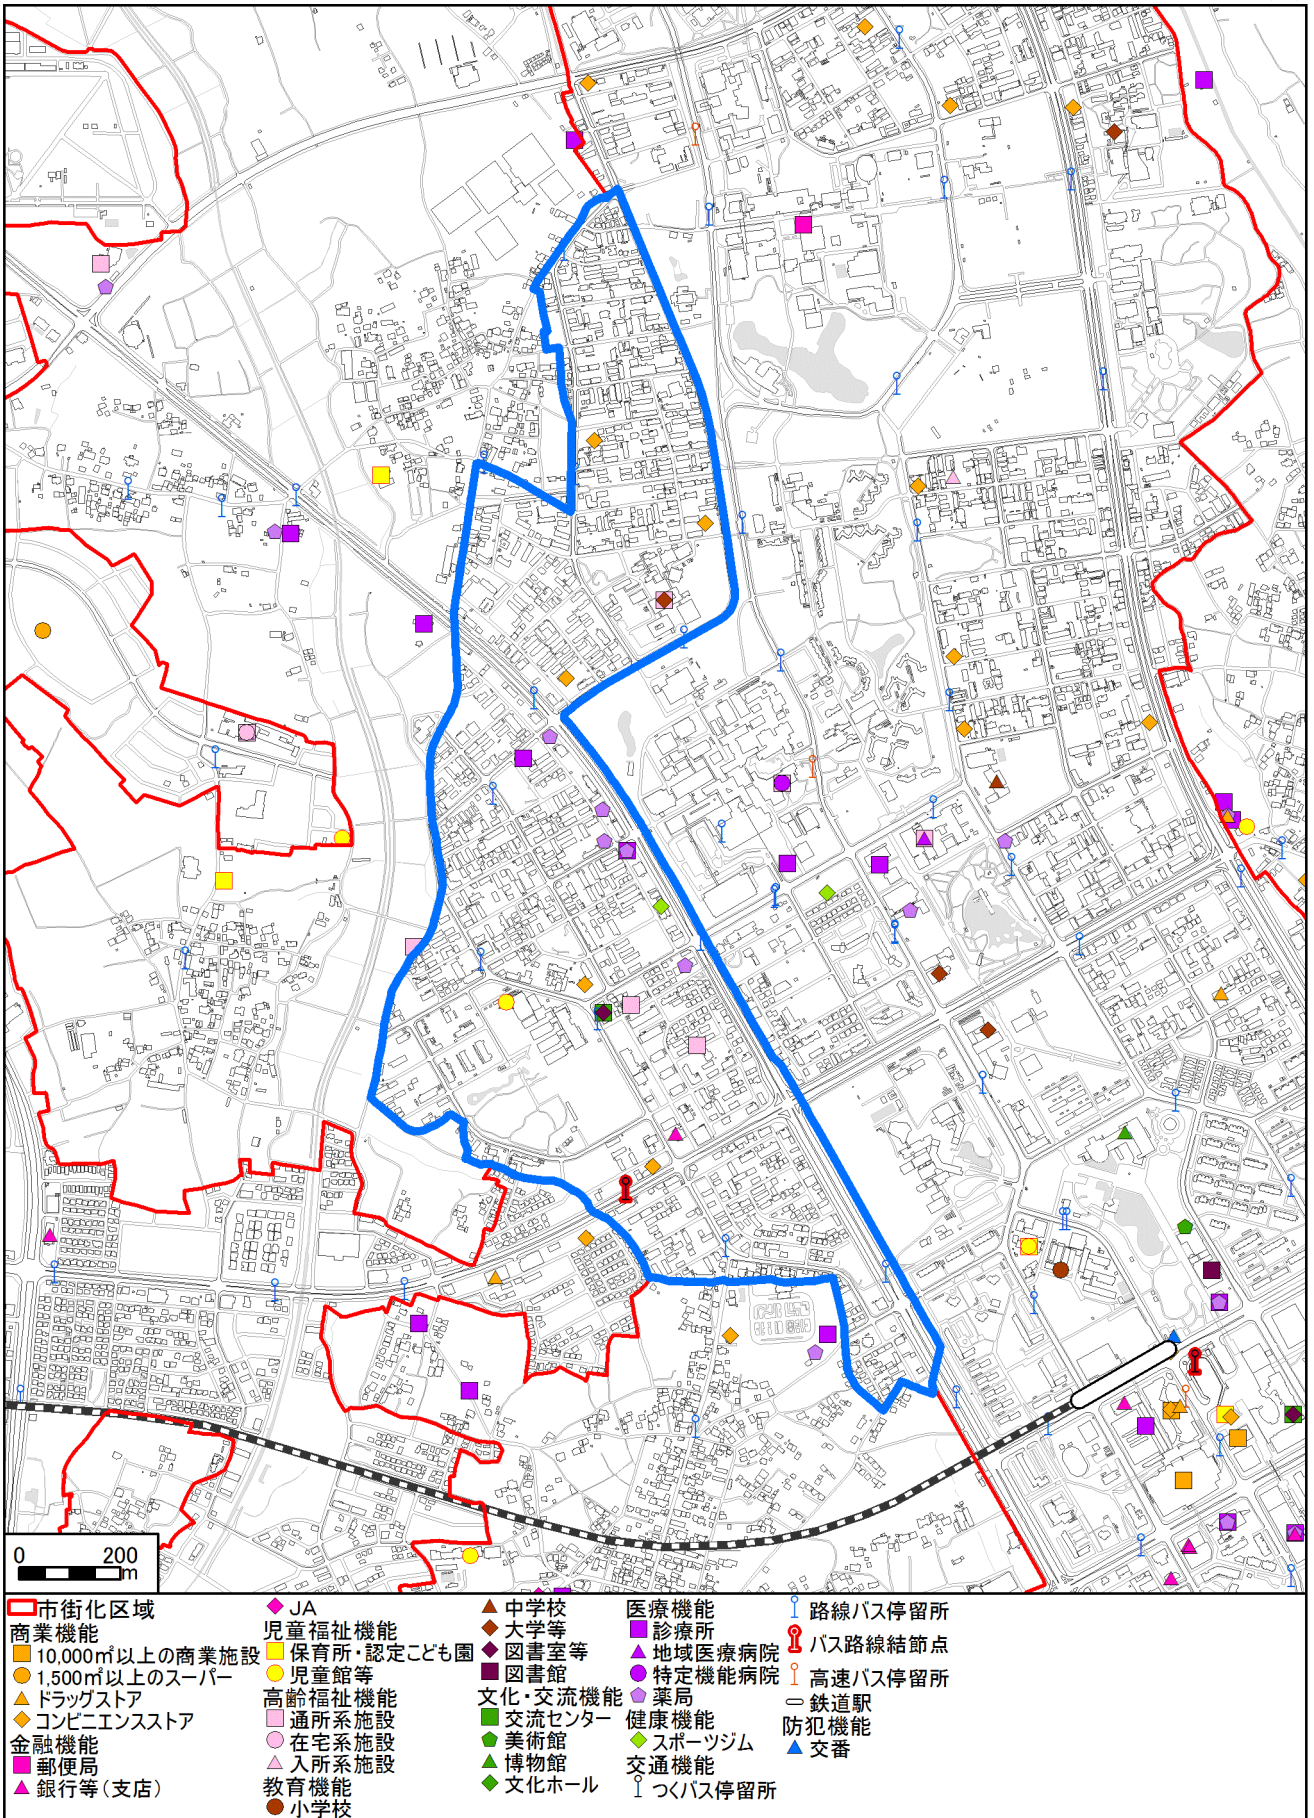 0 200
m
市街化区域
商業機能
10,000㎡以上の商業施設
1,500㎡以上のスーパー
ドラッグストア
コンビニエンスストア
金融機能
郵便局
銀行等(支店)
JA
児童福祉機能
保育所・認定こども園
児童館等
高齢福祉機能
通所系施設
在宅系施設
入所系施設
教育機能
小学校
中学校
大学等
図書室等
図書館
文化・交流機能
交流センター
美術館
博物館
文化ホール
医療機能
診療所
地域医療病院
特定機能病院
薬局
健康機能
スポーツジム
交通機能
つくバス停留所
路線バス停留所
バス路線結節点
高速バス停留所
鉄道駅
防犯機能
交番